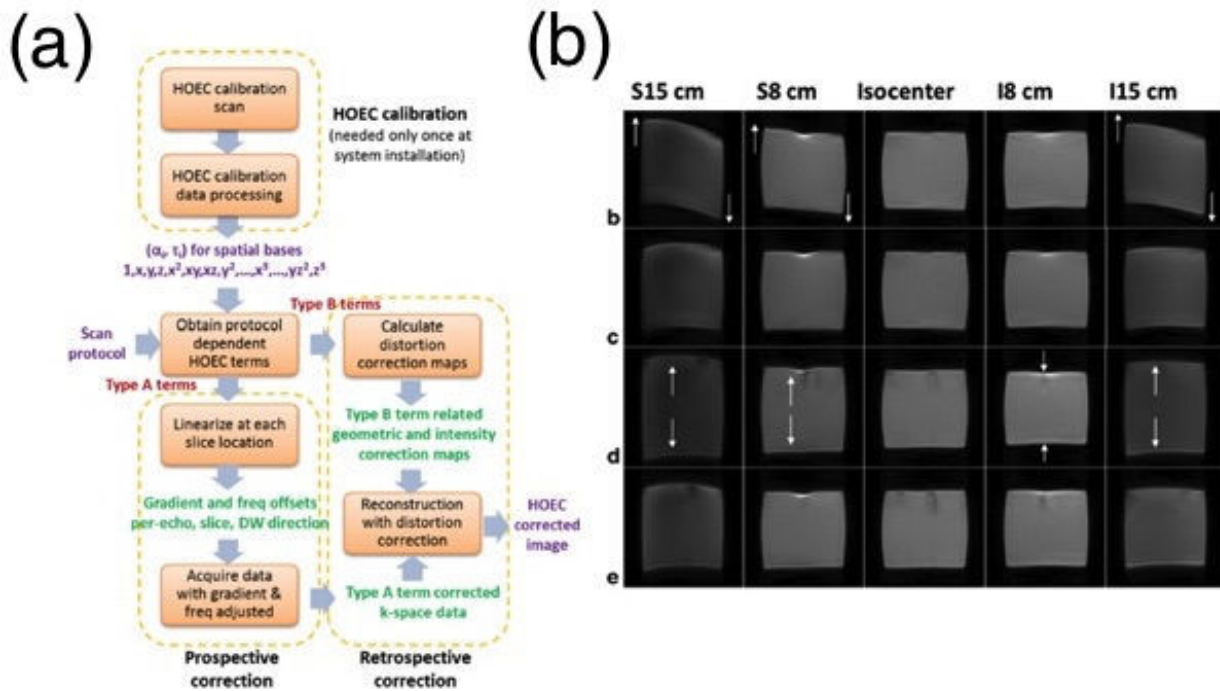 (a)
HOEC calibration
scan
HOEC calibration
data processing
HOEC calibration
(needed only once at
system installation)
(αᵢ, τᵢ) for spatial bases
1,x,y,z,x²,xy,xz,y²,...,x³,...,yz²,z³
Type B terms
Scan
protocol
Obtain protocol
dependent
HOEC terms
Calculate
distortion
correction maps
Type A terms
Linearize at each
slice location
Type B term related
geometric and intensity
correction maps
Gradient and freq offsets
per-echo, slice, DW direction
Reconstruction
with distortion
correction
HOEC
corrected
image
Acquire data
with gradient &
freq adjusted
Type A term corrected
k-space data
Prospective
correction
Retrospective
correction
(b)
S15 cm S8 cm Isocenter I8 cm I15 cm
b
c
d
e